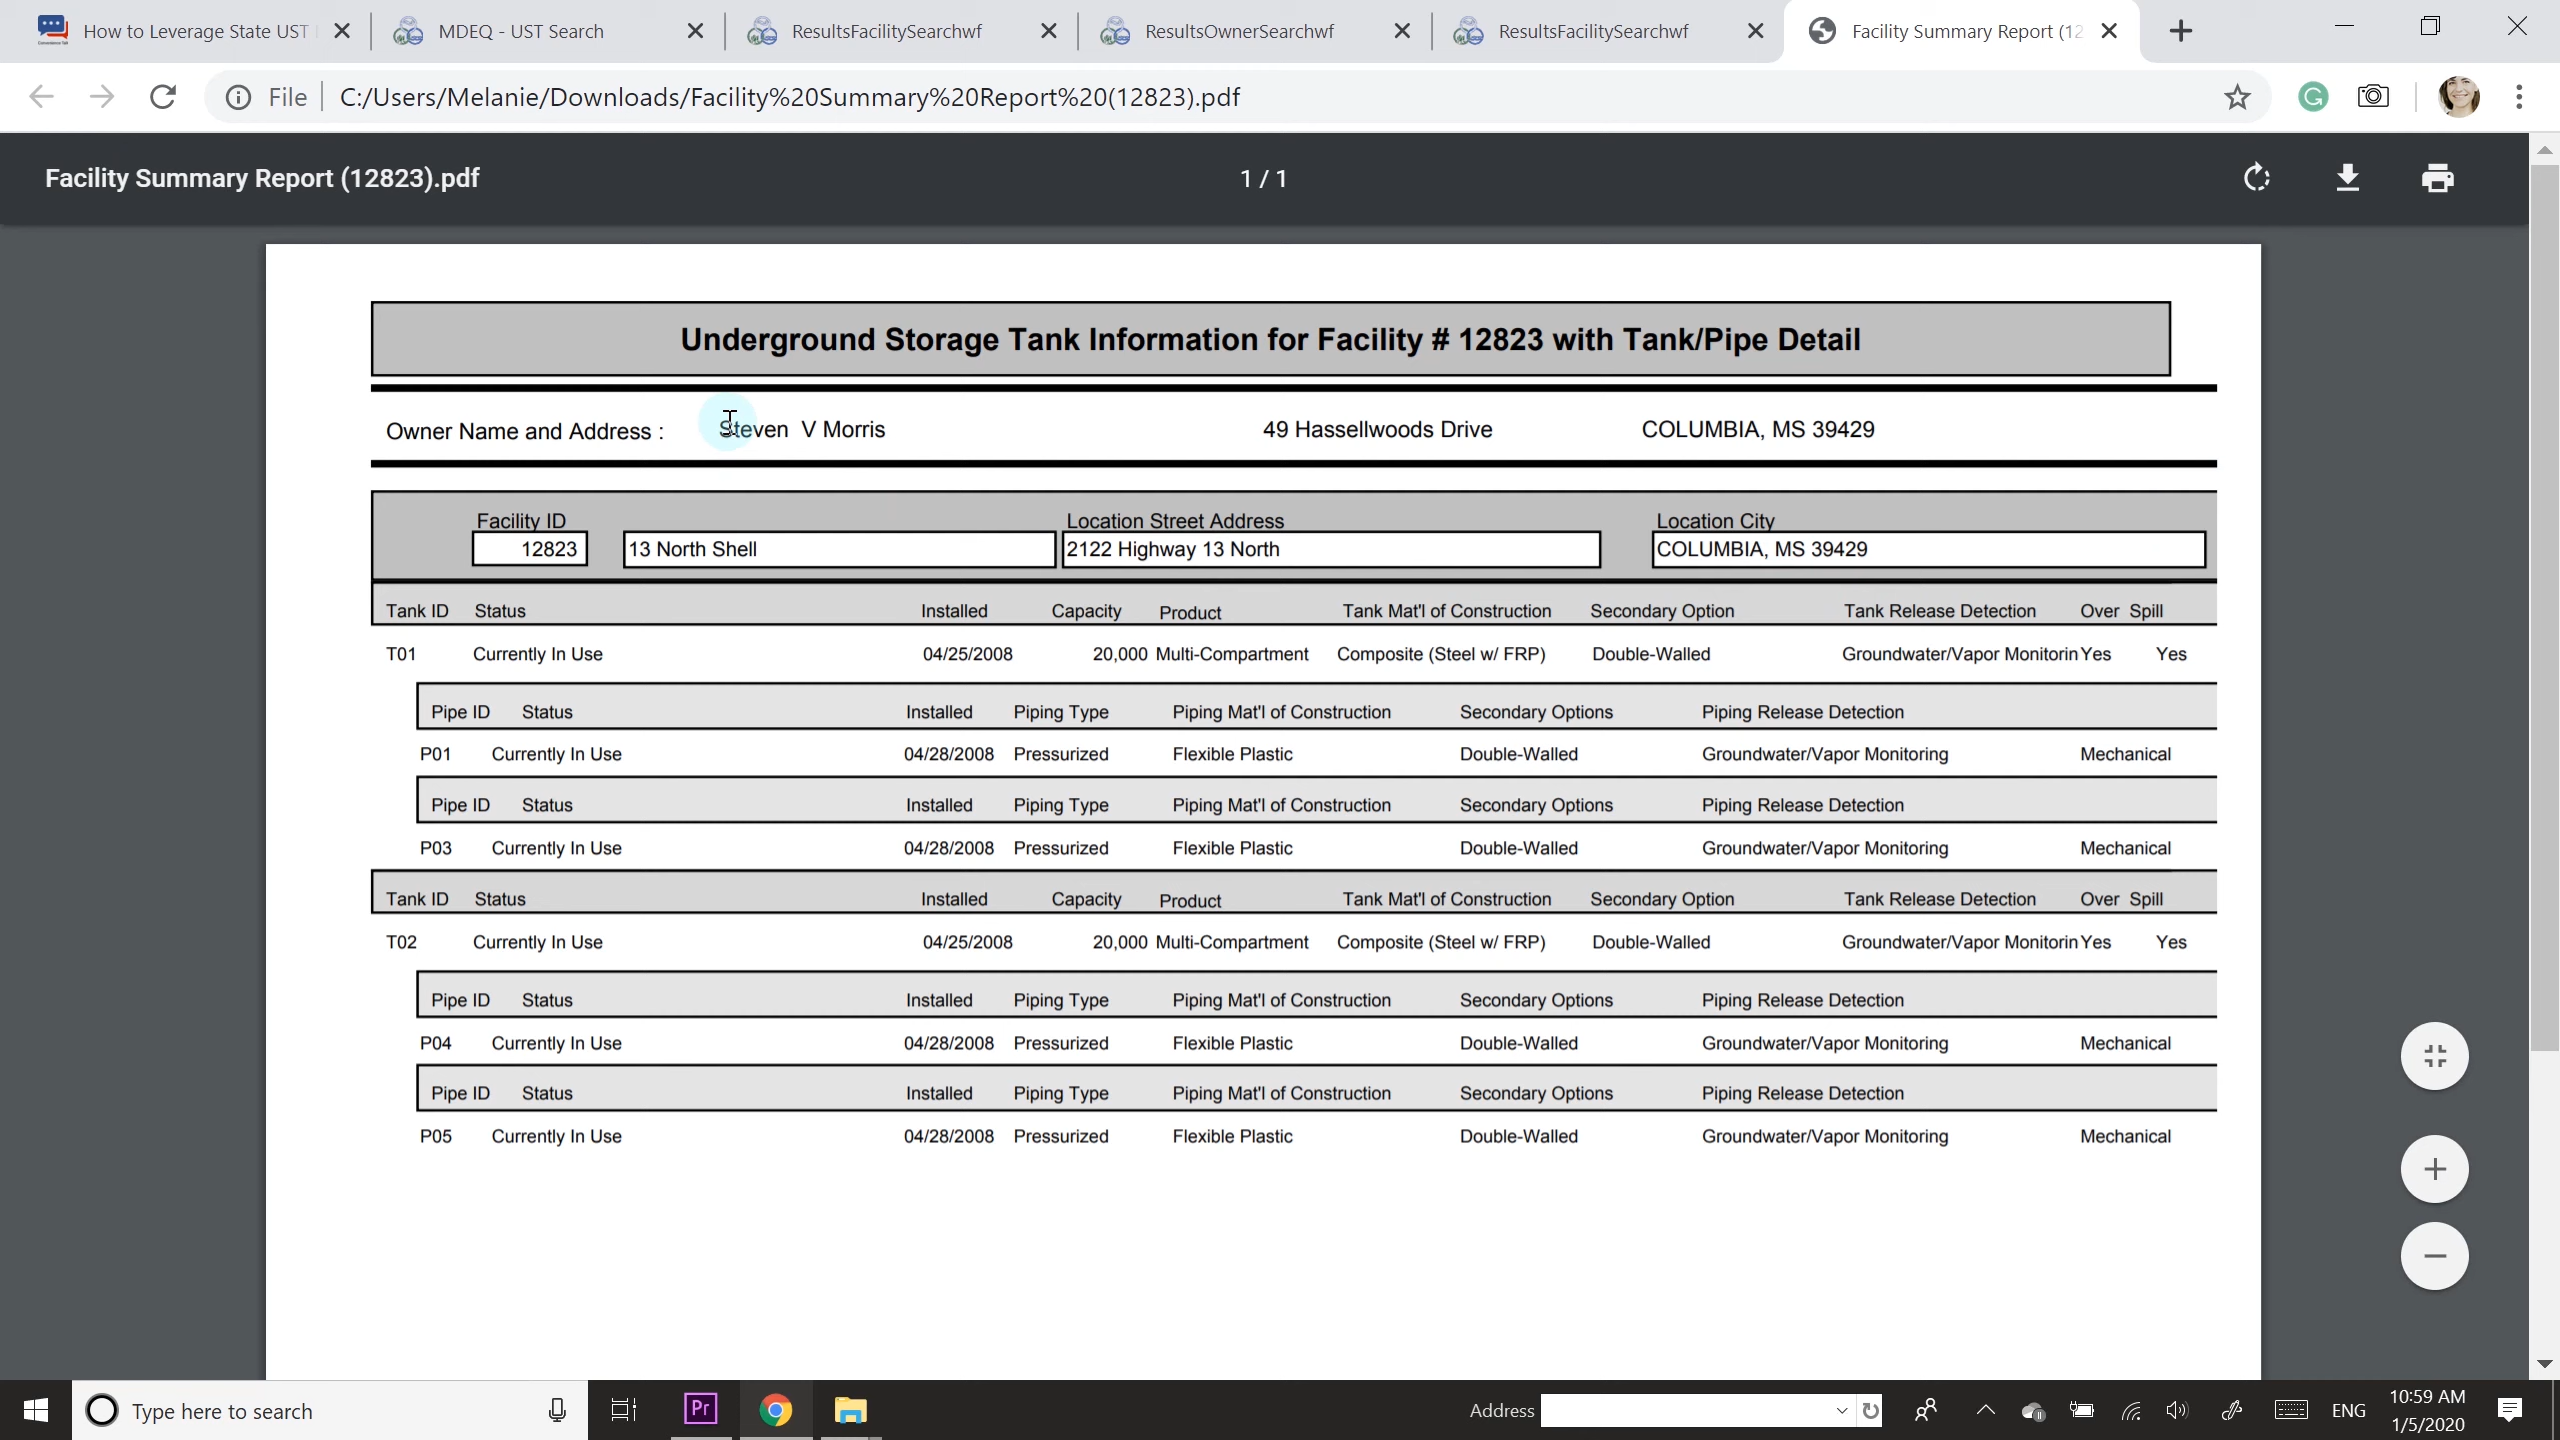 How to Leverage State UST
MDEQ - UST Search
ResultsFacilitySearchwf
ResultsOwnerSearchwf
ResultsFacilitySearchwf
Facility Summary Report (12
File C:/Users/Melanie/Downloads/Facility%20Summary%20Report%20(12823).pdf
Facility Summary Report (12823).pdf 1 / 1
Underground Storage Tank Information for Facility # 12823 with Tank/Pipe Detail
Owner Name and Address : Steven V Morris 49 Hassellwoods Drive COLUMBIA, MS 39429
Facility ID Location Street Address Location City
12823 13 North Shell 2122 Highway 13 North COLUMBIA, MS 39429
Tank ID Status Installed Capacity Product Tank Mat'l of Construction Secondary Option Tank Release Detection Over Spill
T01 Currently In Use 04/25/2008 20,000 Multi-Compartment Composite (Steel w/ FRP) Double-Walled Groundwater/Vapor Monitorin Yes Yes
Pipe ID Status Installed Piping Type Piping Mat'l of Construction Secondary Options Piping Release Detection
P01 Currently In Use 04/28/2008 Pressurized Flexible Plastic Double-Walled Groundwater/Vapor Monitoring Mechanical
Pipe ID Status Installed Piping Type Piping Mat'l of Construction Secondary Options Piping Release Detection
P03 Currently In Use 04/28/2008 Pressurized Flexible Plastic Double-Walled Groundwater/Vapor Monitoring Mechanical
Tank ID Status Installed Capacity Product Tank Mat'l of Construction Secondary Option Tank Release Detection Over Spill
T02 Currently In Use 04/25/2008 20,000 Multi-Compartment Composite (Steel w/ FRP) Double-Walled Groundwater/Vapor Monitorin Yes Yes
Pipe ID Status Installed Piping Type Piping Mat'l of Construction Secondary Options Piping Release Detection
P04 Currently In Use 04/28/2008 Pressurized Flexible Plastic Double-Walled Groundwater/Vapor Monitoring Mechanical
Pipe ID Status Installed Piping Type Piping Mat'l of Construction Secondary Options Piping Release Detection
P05 Currently In Use 04/28/2008 Pressurized Flexible Plastic Double-Walled Groundwater/Vapor Monitoring Mechanical
Type here to search Pr Address ENG 10:59 AM
1/5/2020